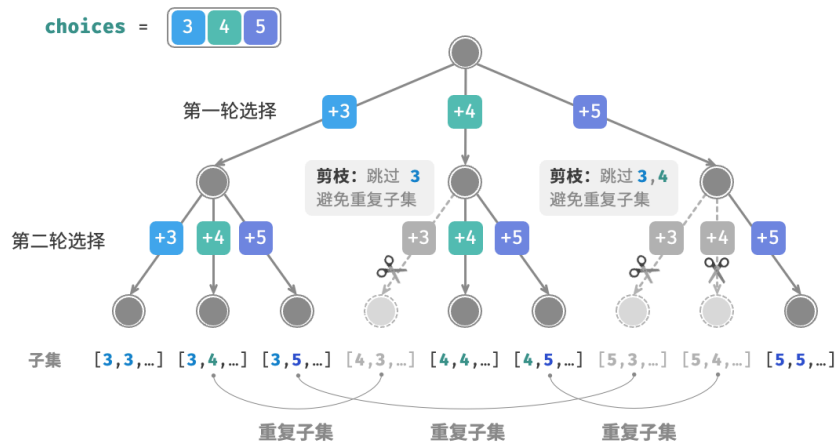 choices = 3 4 5
第一轮选择
+3 +4 +5
剪枝：跳过 3
避免重复子集
剪枝：跳过 3,4
避免重复子集
第二轮选择
+3 +4 +5 +3 +4 +5 +3 +4 +5
子集 [3,3,…] [3,4,…] [3,5,…] [4,3,…] [4,4,…] [4,5,…] [5,3,…] [5,4,…] [5,5,…]
重复子集 重复子集 重复子集